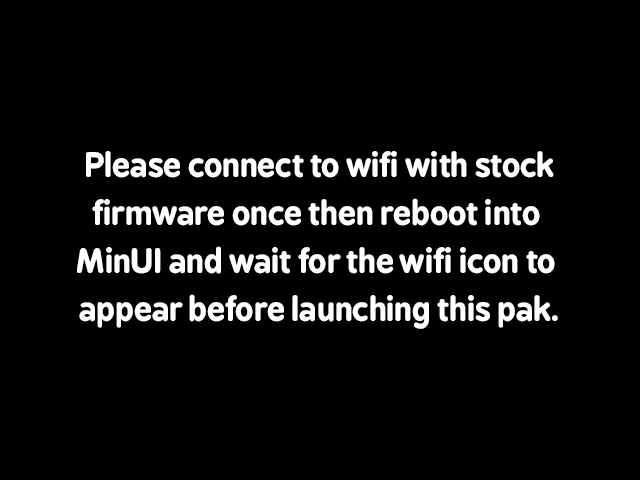 Please connect to wifi with stock
firmware once then reboot into
MinUI and wait for the wifi icon to
appear before launching this pak.